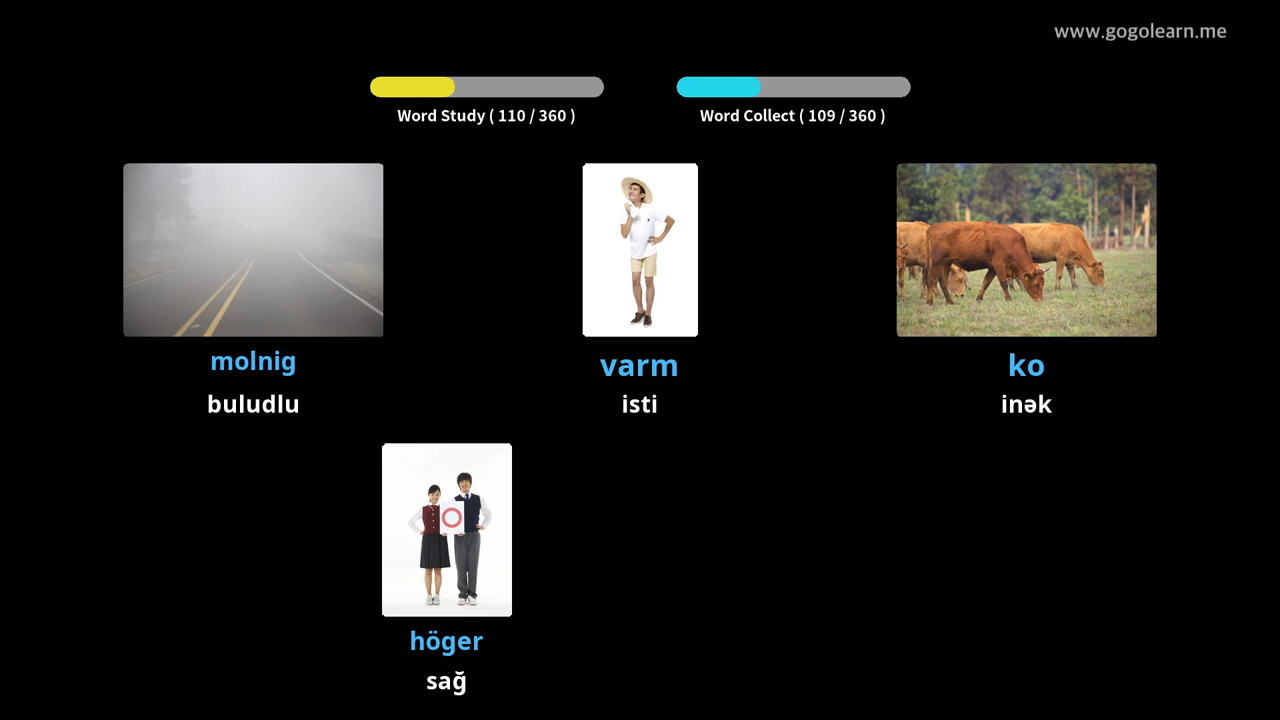 www.gogolearn.me
Word Study ( 110 / 360 )
Word Collect ( 109 / 360 )
molnig
buludlu
varm
isti
ko
inək
höger
sağ